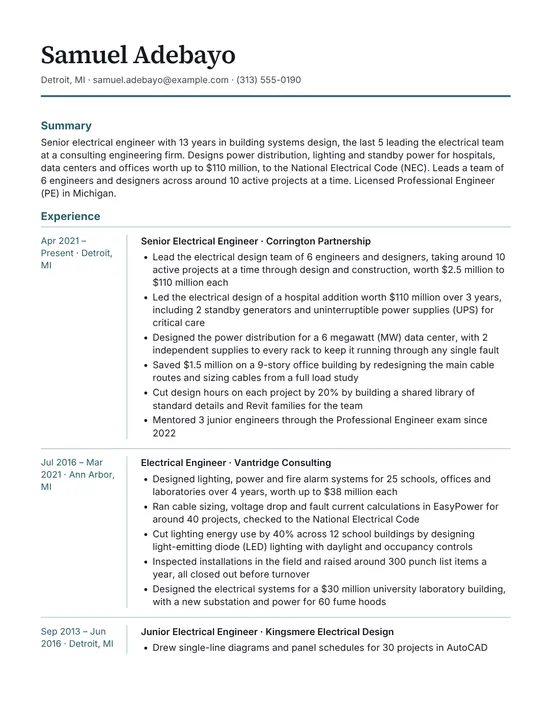 Samuel Adebayo
Detroit, MI · samuel.adebayo@example.com · (313) 555-0190
Summary
Senior electrical engineer with 13 years in building systems design, the last 5 leading the electrical team
at a consulting engineering firm. Designs power distribution, lighting and standby power for hospitals,
data centers and offices worth up to $110 million, to the National Electrical Code (NEC). Leads a team of
6 engineers and designers across around 10 active projects at a time. Licensed Professional Engineer
(PE) in Michigan.
Experience
Apr 2021 –
Present · Detroit,
MI
Senior Electrical Engineer · Corrington Partnership
• Lead the electrical design team of 6 engineers and designers, taking around 10
active projects at a time through design and construction, worth $2.5 million to
$110 million each
• Led the electrical design of a hospital addition worth $110 million over 3 years,
including 2 standby generators and uninterruptible power supplies (UPS) for
critical care
• Designed the power distribution for a 6 megawatt (MW) data center, with 2
independent supplies to every rack to keep it running through any single fault
• Saved $1.5 million on a 9-story office building by redesigning the main cable
routes and sizing cables from a full load study
• Cut design hours on each project by 20% by building a shared library of
standard details and Revit families for the team
• Mentored 3 junior engineers through the Professional Engineer exam since
2022
Jul 2016 – Mar
2021 · Ann Arbor,
MI
Electrical Engineer · Vantridge Consulting
• Designed lighting, power and fire alarm systems for 25 schools, offices and
laboratories over 4 years, worth up to $38 million each
• Ran cable sizing, voltage drop and fault current calculations in EasyPower for
around 40 projects, checked to the National Electrical Code
• Cut lighting energy use by 40% across 12 school buildings by designing
light-emitting diode (LED) lighting with daylight and occupancy controls
• Inspected installations in the field and raised around 300 punch list items a
year, all closed out before turnover
• Designed the electrical systems for a $30 million university laboratory building,
with a new substation and power for 60 fume hoods
Sep 2013 – Jun
2016 · Detroit, MI
Junior Electrical Engineer · Kingsmere Electrical Design
• Drew single-line diagrams and panel schedules for 30 projects in AutoCAD